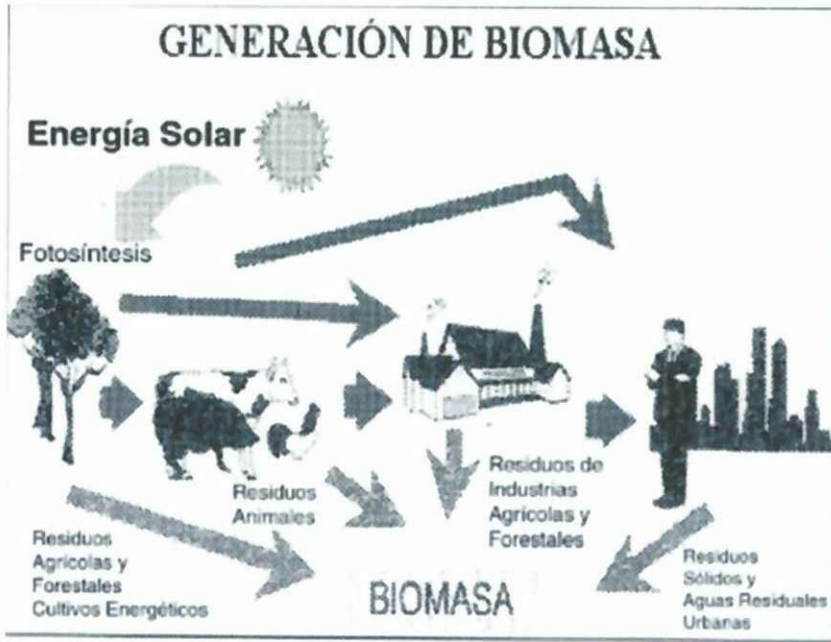 GENERACIÓN DE BIOMASA
Energía Solar
Fotosíntesis
Residuos
Animales
Residuos de
Industrias
Agrícolas y
Forestales
Residuos
Agrícolas y
Forestales
Cultivos Energéticos
BIOMASA
Residuos
Sólidos y
Aguas Residuales
Urbanas